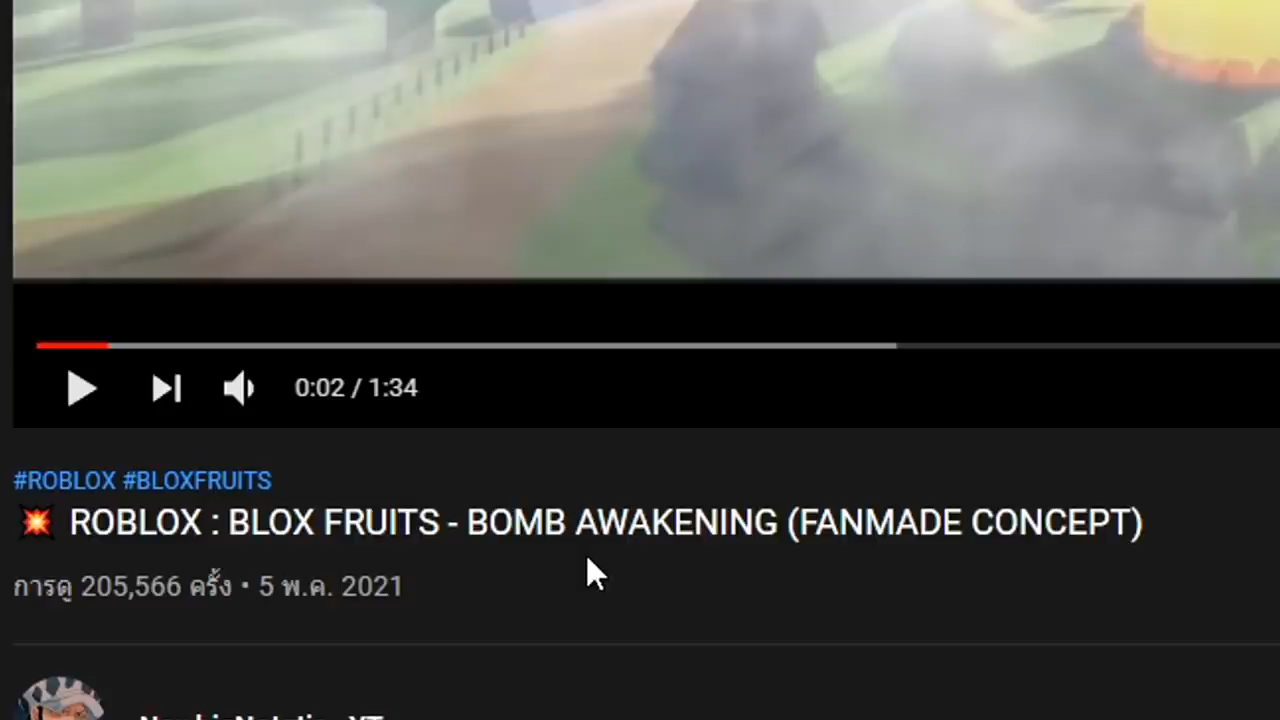 0:02 / 1:34
#ROBLOX #BLOXFRUITS
💥 ROBLOX : BLOX FRUITS - BOMB AWAKENING (FANMADE CONCEPT)
การดู 205,566 ครั้ง • 5 พ.ค. 2021
YT